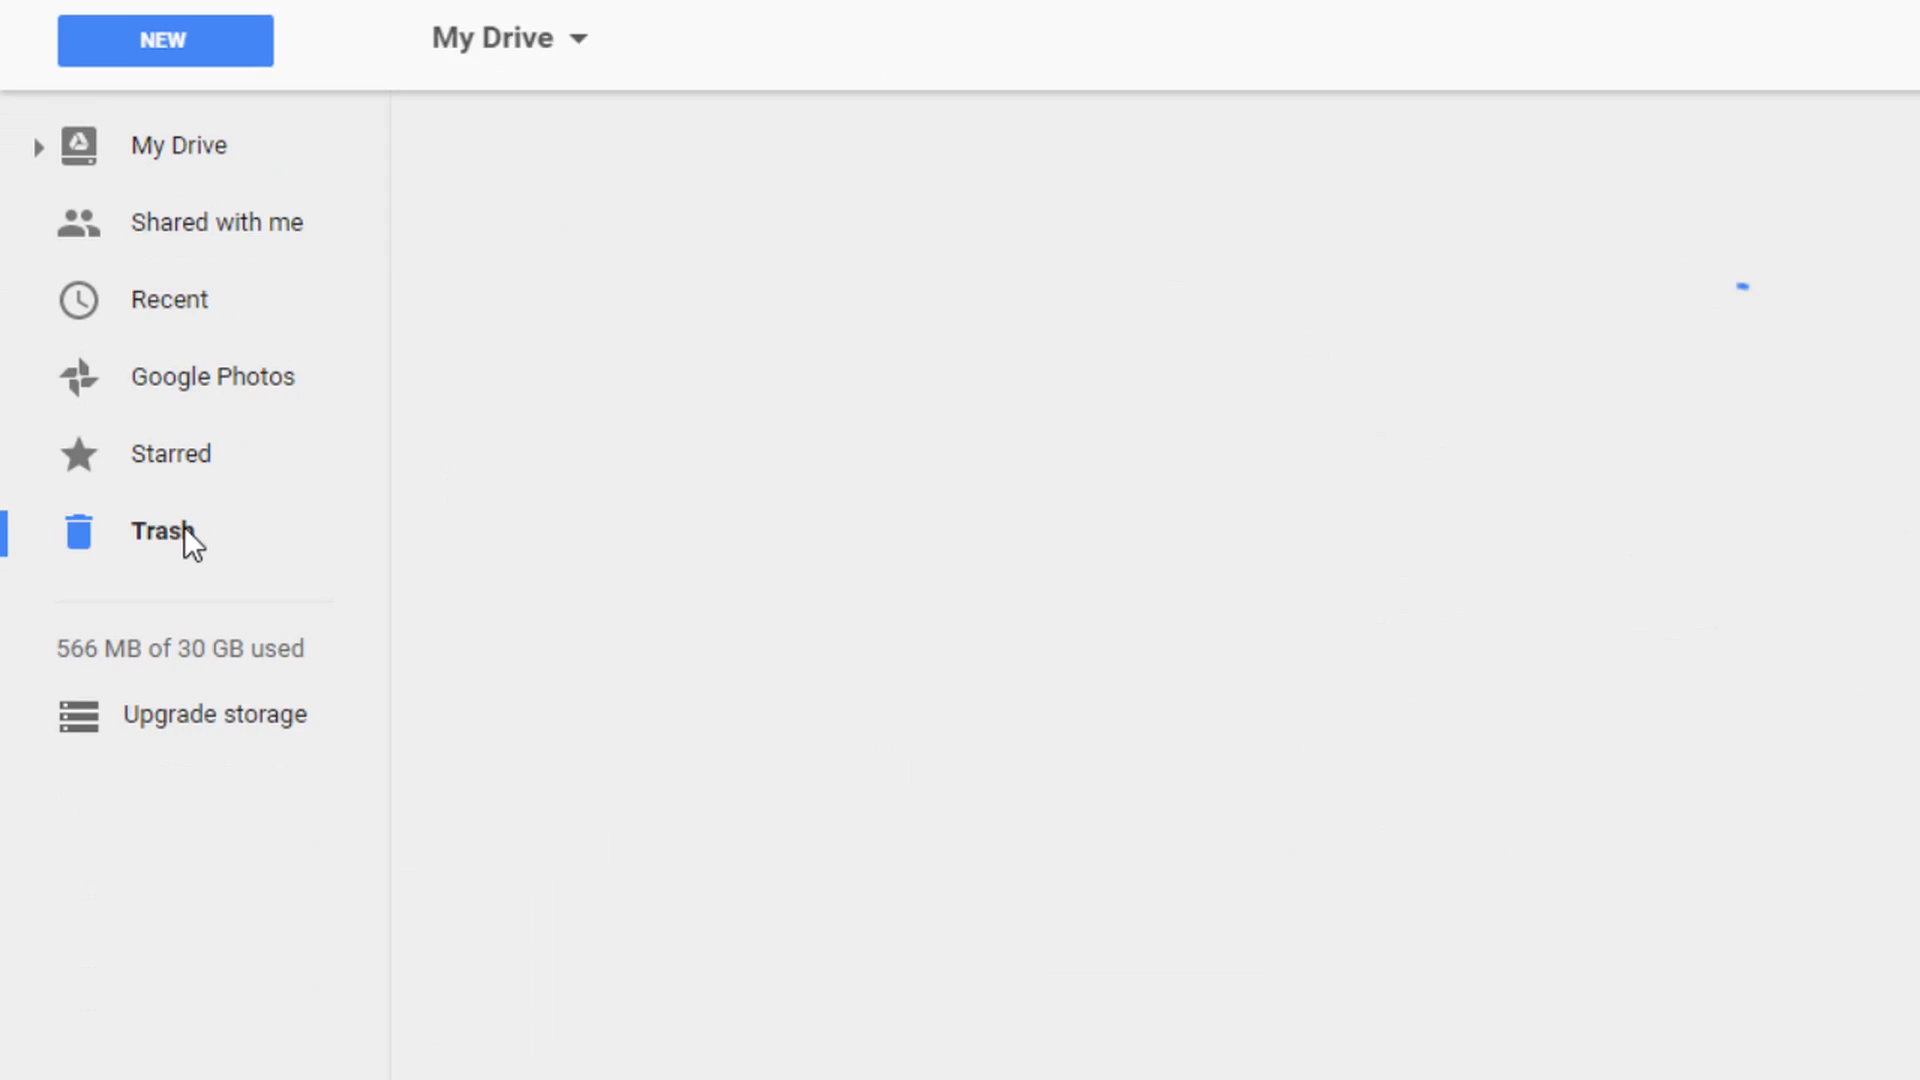 NEW
My Drive
My Drive
Shared with me
Recent
Google Photos
Starred
Trash
566 MB of 30 GB used
Upgrade storage